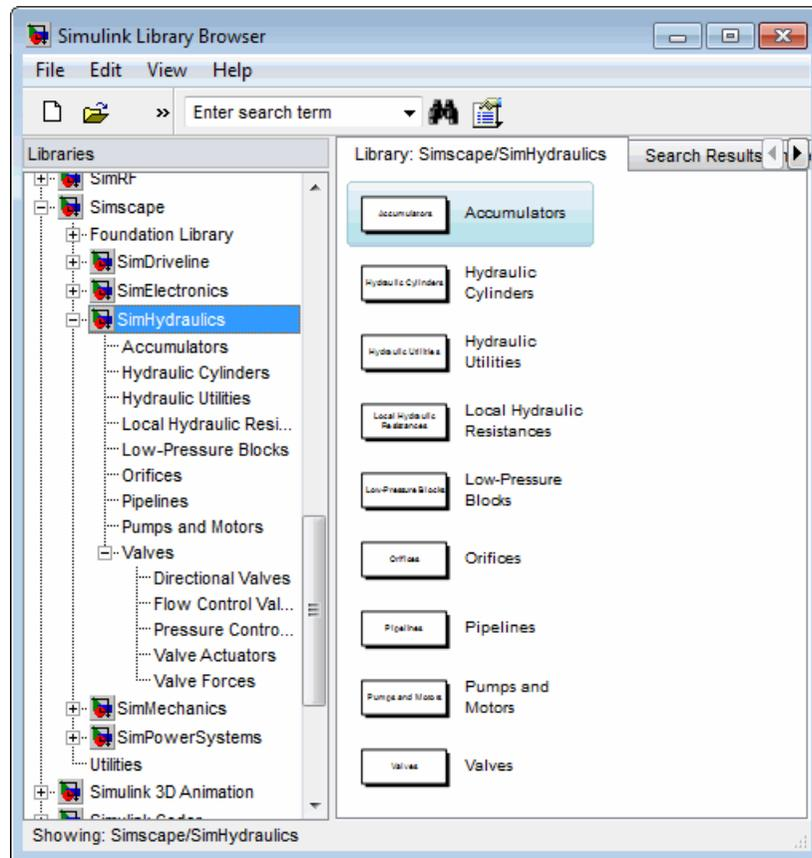 Simulink Library Browser
File Edit View Help
» Enter search term
Libraries
SimRF
Simscape
Foundation Library
SimDriveline
SimElectronics
SimHydraulics
Accumulators
Hydraulic Cylinders
Hydraulic Utilities
Local Hydraulic Resi...
Low-Pressure Blocks
Orifices
Pipelines
Pumps and Motors
Valves
Directional Valves
Flow Control Val...
Pressure Contro...
Valve Actuators
Valve Forces
SimMechanics
SimPowerSystems
Utilities
Simulink 3D Animation
Simulink Coder
Library: Simscape/SimHydraulics Search Results
Accumulators Accumulators
Hydraulic Cylinders Hydraulic
Cylinders
Hydraulic Utilities Hydraulic
Utilities
Local Hydraulic
Resistances
Local Hydraulic
Resistances
Low-Pressure Blocks Low-Pressure
Blocks
Orifices Orifices
Pipelines Pipelines
Pumps and Motors Pumps and
Motors
Valves Valves
Showing: Simscape/SimHydraulics